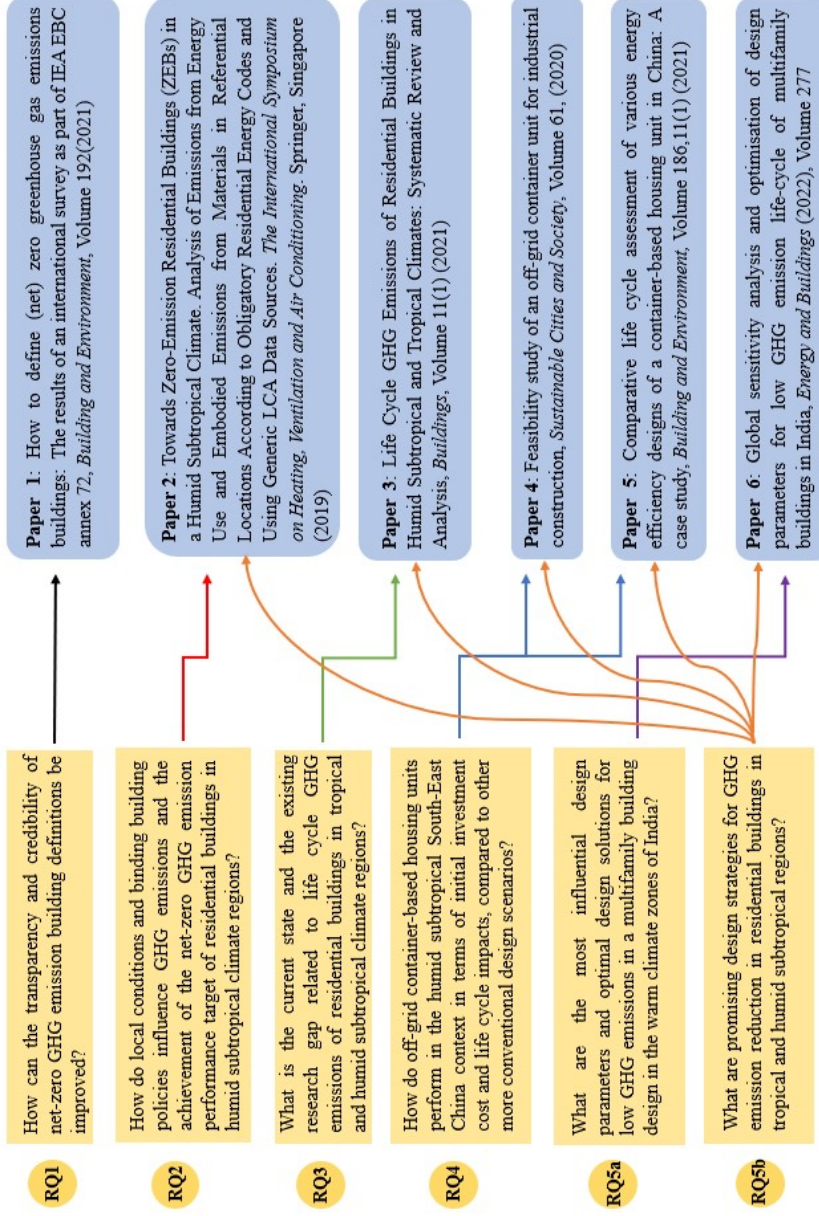 RQ1
How can the transparency and credibility of
net-zero GHG emission building definitions be
improved?
Paper 1: How to define (net) zero greenhouse gas emissions
buildings: The results of an international survey as part of IEA EBC
annex 72, Building and Environment, Volume 192(2021)
RQ2
How do local conditions and binding building
policies influence GHG emissions and the
achievement of the net-zero GHG emission
performance target of residential buildings in
humid subtropical climate regions?
Paper 2: Towards Zero-Emission Residential Buildings (ZEBs) in
a Humid Subtropical Climate. Analysis of Emissions from Energy
Use and Embodied Emissions from Materials in Referential
Locations According to Obligatory Residential Energy Codes and
Using Generic LCA Data Sources. The International Symposium
on Heating, Ventilation and Air Conditioning. Springer, Singapore
(2019)
RQ3
What is the current state and the existing
research gap related to life cycle GHG
emissions of residential buildings in tropical
and humid subtropical climate regions?
Paper 3: Life Cycle GHG Emissions of Residential Buildings in
Humid Subtropical and Tropical Climates: Systematic Review and
Analysis, Buildings, Volume 11(1) (2021)
RQ4
How do off-grid container-based housing units
perform in the humid subtropical South-East
China context in terms of initial investment
cost and life cycle impacts, compared to other
more conventional design scenarios?
Paper 4: Feasibility study of an off-grid container unit for industrial
construction, Sustainable Cities and Society, Volume 61, (2020)
RQ5a
What are the most influential design
parameters and optimal design solutions for
low GHG emissions in a multifamily building
design in the warm climate zones of India?
Paper 5: Comparative life cycle assessment of various energy
efficiency designs of a container-based housing unit in China: A
case study, Building and Environment, Volume 186,11(1) (2021)
RQ5b
What are promising design strategies for GHG
emission reduction in residential buildings in
tropical and humid subtropical regions?
Paper 6: Global sensitivity analysis and optimisation of design
parameters for low GHG emission life-cycle of multifamily
buildings in India, Energy and Buildings (2022), Volume 277